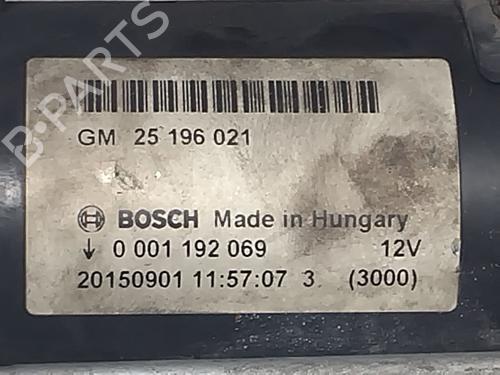 B-PARTS
GM 25 196 021
BOSCH Made in Hungary
0 001 192 069 12V
20150901 11:57:07 3 (3000)